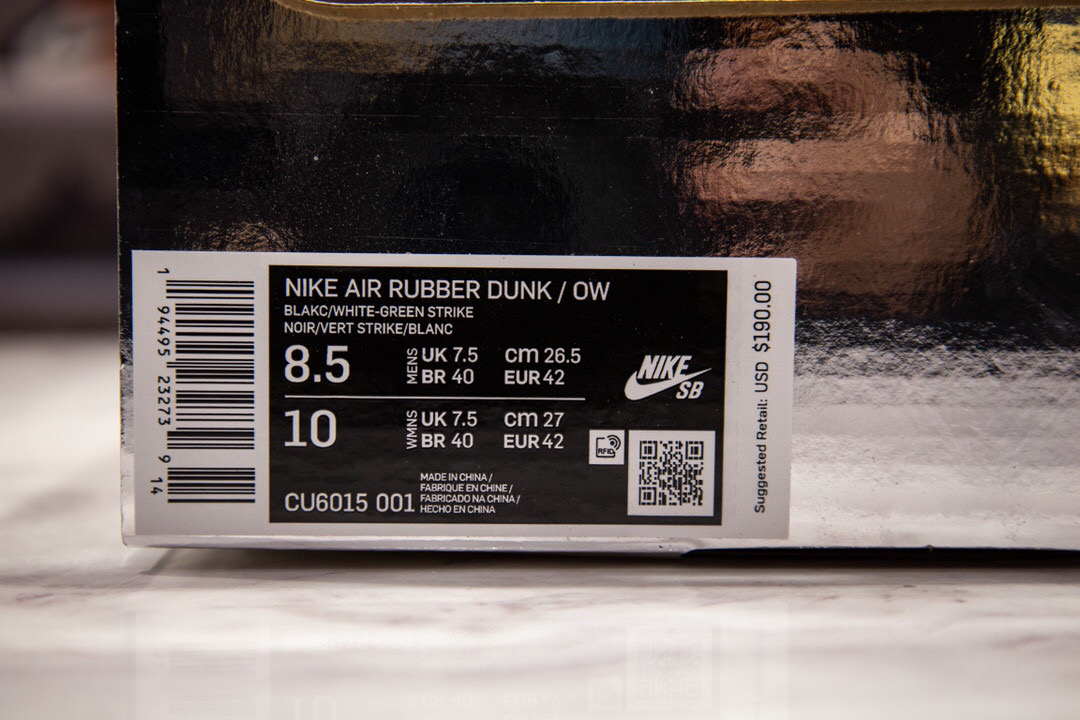 1 94495 23273 9 14
NIKE AIR RUBBER DUNK / OW
BLAKC/WHITE-GREEN STRIKE
NOIR/VERT STRIKE/BLANC
8.5 MENS UK 7.5 cm 26.5
BR 40 EUR 42
10 WMNS UK 7.5 cm 27
BR 40 EUR 42
NIKE
SB
RFID
CU6015 001
MADE IN CHINA /
FABRIQUE EN CHINE /
FABRICADO NA CHINA /
HECHO EN CHINA
Suggested Retail: USD $190.00